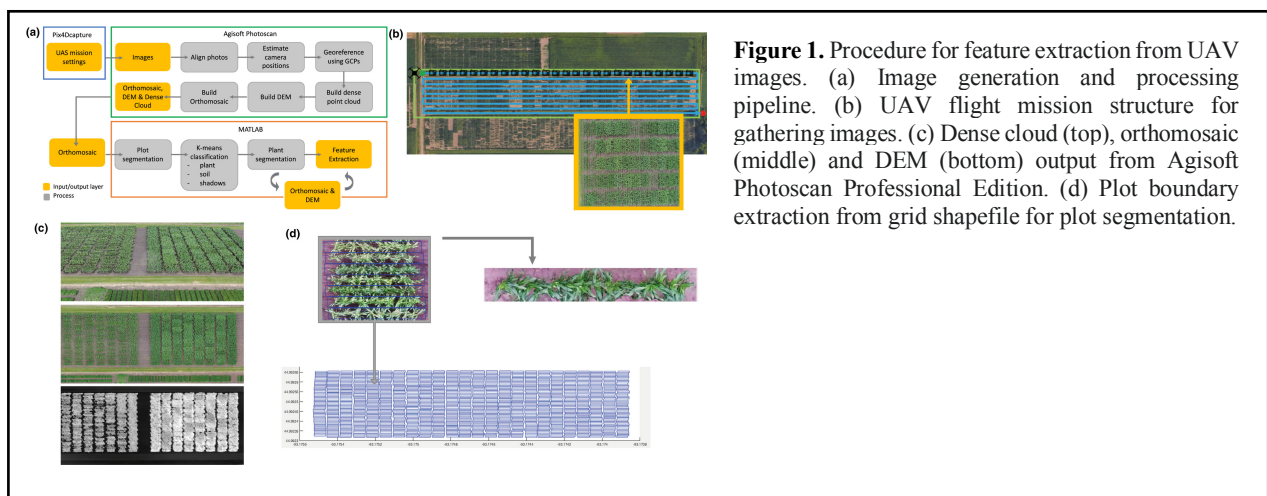 (a)
Pix4Dcapture
UAS mission
settings
Agisoft Photoscan
Images
Align photos
Estimate
camera
positions
Georeference
using GCPs
Orthomosaic,
DEM & Dense
Cloud
Build
Orthomosaic
Build DEM
Build dense
point cloud
MATLAB
Orthomosaic
Plot
segmentation
K-means
classification
- plant
- soil
- shadows
Plant
segmentation
Feature
Extraction
Orthomosaic &
DEM
Input/output layer
Process
(b)
(c)
(d)
Figure 1. Procedure for feature extraction from UAV
images. (a) Image generation and processing
pipeline. (b) UAV flight mission structure for
gathering images. (c) Dense cloud (top), orthomosaic
(middle) and DEM (bottom) output from Agisoft
Photoscan Professional Edition. (d) Plot boundary
extraction from grid shapefile for plot segmentation.